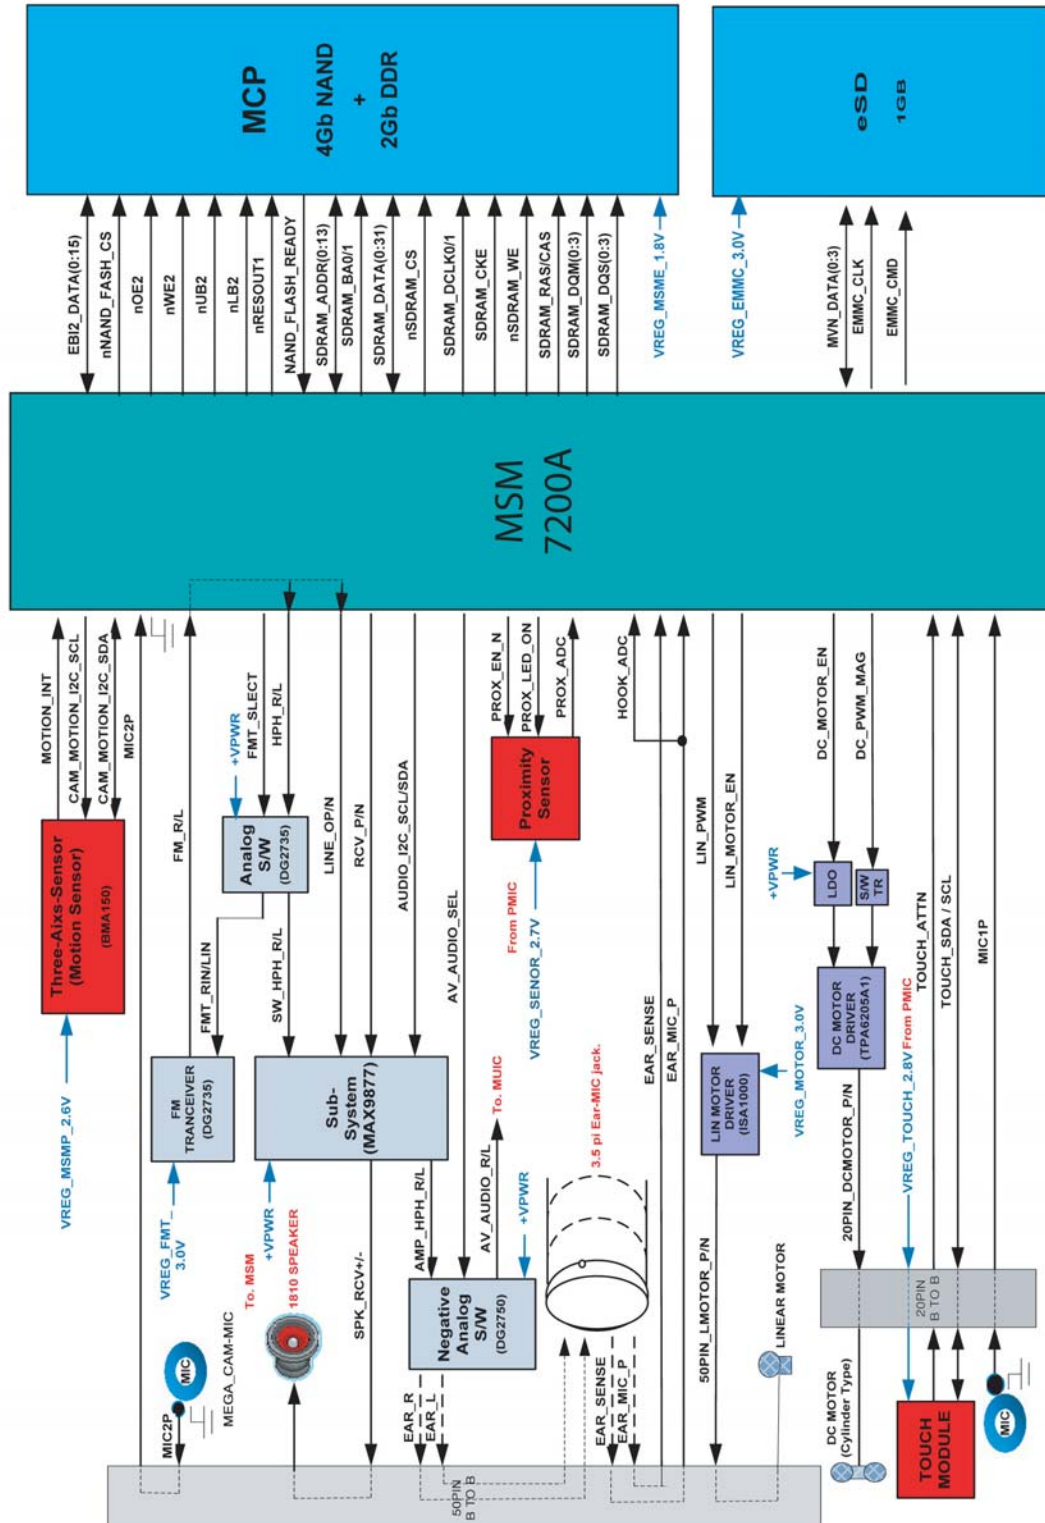 MCP
4Gb NAND
+
2Gb DDR
eSD
1GB
EBI2_DATA(0:15)
nNAND_FASH_CS
nOE2
nWE2
nUB2
nLB2
nRESOUT1
NAND_FLASH_READY
SDRAM_ADDR(0:13)
SDRAM_BA0/1
SDRAM_DATA(0:31)
nSDRAM_CS
SDRAM_DCLK0/1
SDRAM_CKE
nSDRAM_WE
SDRAM_RAS/CAS
SDRAM_DQM(0:3)
SDRAM_DQS(0:3)
VREG_MSME_1.8V
VREG_EMMC_3.0V
MVN_DATA(0:3)
EMMC_CLK
EMMC_CMD
MSM
7200A
MOTION_INT
CAM_MOTION_I2C_SCL
CAM_MOTION_I2C_SDA
MIC2P
FM_R/L
FMT_SLECT
HPH_R/L
+VPWR
LINE_OP/N
RCV_P/N
AUDIO_I2C_SCL/SDA
AV_AUDIO_SEL
PROX_EN_N
PROX_LED_ON
PROX_ADC
HOOK_ADC
EAR_SENSE
EAR_MIC_P
LIN_PWM
LIN_MOTOR_EN
DC_MOTOR_EN
DC_PWM_MAG
TOUCH_ATTN
TOUCH_SDA / SCL
MIC1P
Three-Aixs-Sensor
(Motion Sensor)
(BMA150)
VREG_MSMP_2.6V
Analog
S/W
(DG2735)
FMT_RIN/LIN
SW_HPH_R/L
FM
TRANCEIVER
(DG2735)
VREG_FMT_
3.0V
Sub-
System
(MAX9877)
+VPWR
Proximity
Sensor
From PMIC
VREG_SENOR_2.7V
+VPWR
LDO
S/W
TR
DC MOTOR
DRIVER
(TPA6205A1)
LIN MOTOR
DRIVER
(ISA1000)
VREG_MOTOR_3.0V
VREG_TOUCH_2.8V From PMIC
20PIN_DCMOTOR_P/N
50PIN_LMOTOR_P/N
To. MSM
1810 SPEAKER
SPK_RCV+/-
AMP_HPH_R/L
AV_AUDIO_R/L
To. MUIC
Negative
Analog
S/W
(DG2750)
+VPWR
3.5 pi Ear-MIC jack.
MIC
MIC2P
MEGA_CAM-MIC
EAR_R
EAR_L
EAR_SENSE
EAR_MIC_P
50PIN
B TO B
LINEAR MOTOR
20PIN
B TO B
DC MOTOR
(Cylinder Type)
TOUCH
MODULE
MIC